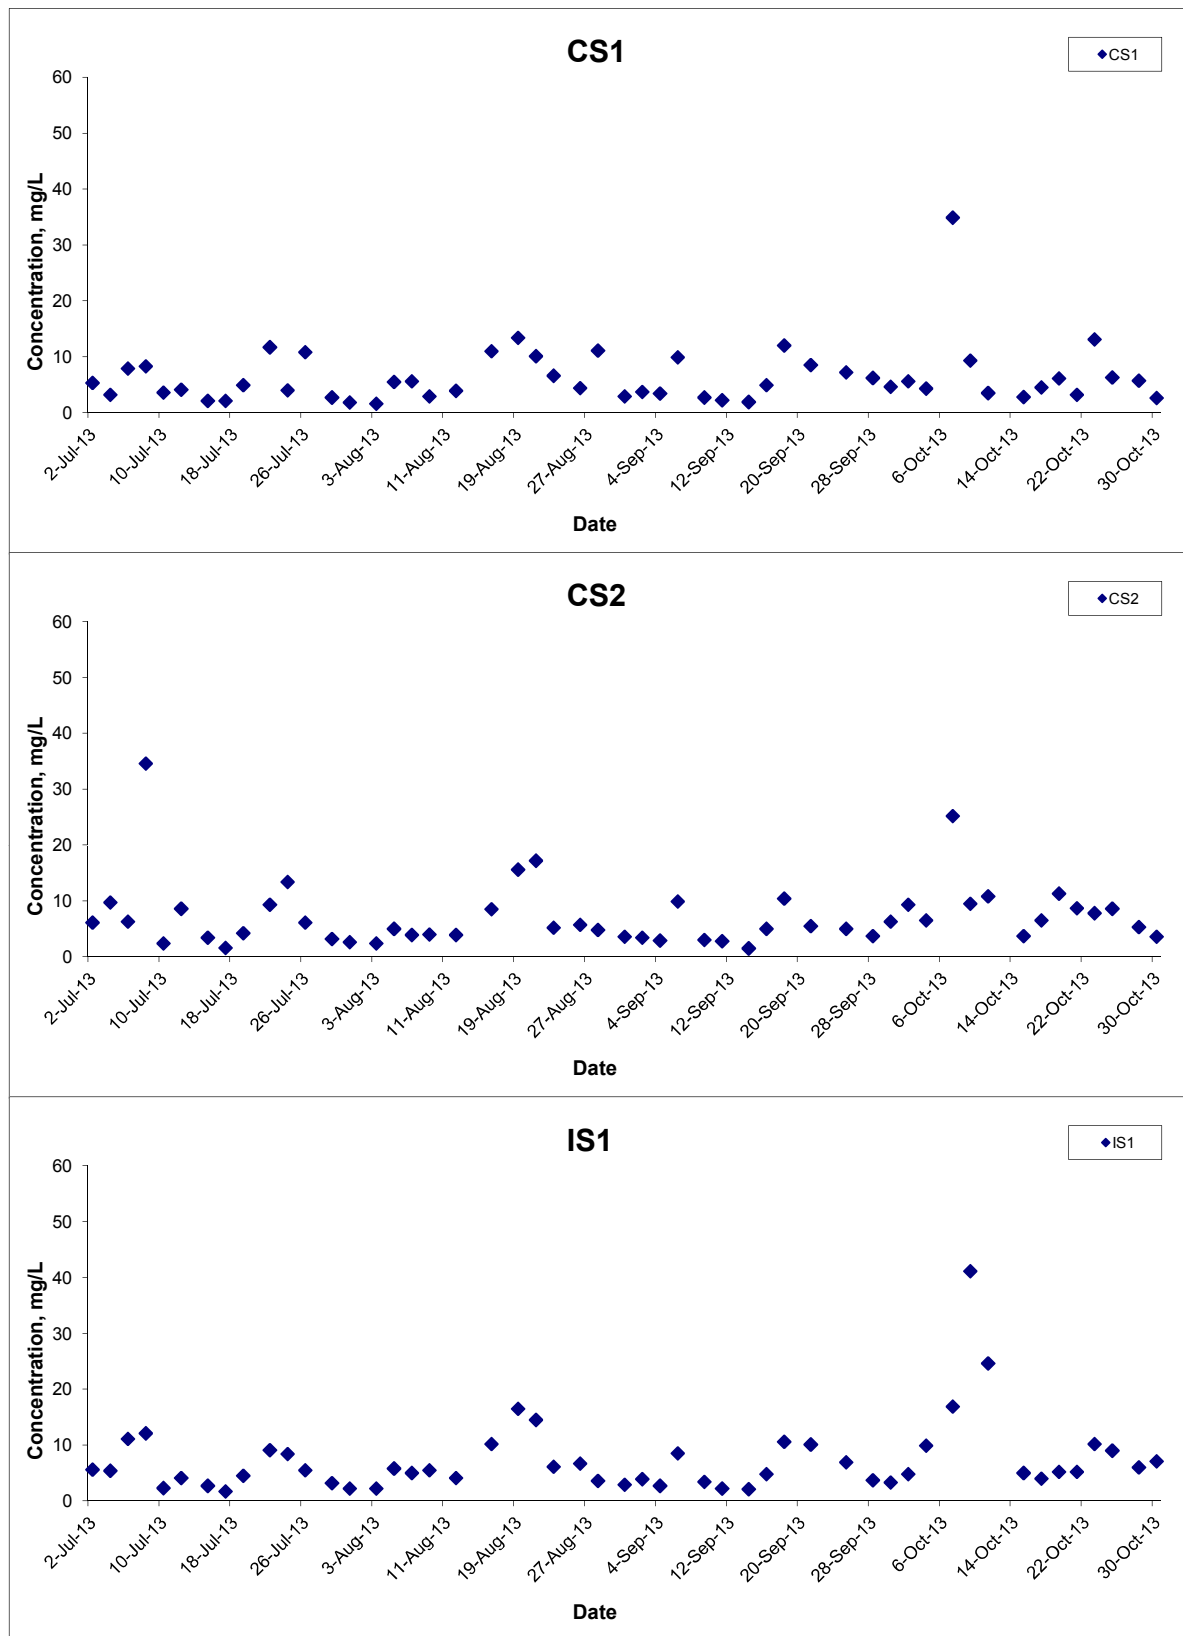 CS1
CS1
60
50
40
30
20
10
0
Concentration, mg/L
2-Jul-13
10-Jul-13
18-Jul-13
26-Jul-13
3-Aug-13
11-Aug-13
19-Aug-13
27-Aug-13
4-Sep-13
12-Sep-13
20-Sep-13
28-Sep-13
6-Oct-13
14-Oct-13
22-Oct-13
30-Oct-13
Date
CS2
CS2
60
50
40
30
20
10
0
Concentration, mg/L
2-Jul-13
10-Jul-13
18-Jul-13
26-Jul-13
3-Aug-13
11-Aug-13
19-Aug-13
27-Aug-13
4-Sep-13
12-Sep-13
20-Sep-13
28-Sep-13
6-Oct-13
14-Oct-13
22-Oct-13
30-Oct-13
Date
IS1
IS1
60
50
40
30
20
10
0
Concentration, mg/L
2-Jul-13
10-Jul-13
18-Jul-13
26-Jul-13
3-Aug-13
11-Aug-13
19-Aug-13
27-Aug-13
4-Sep-13
12-Sep-13
20-Sep-13
28-Sep-13
6-Oct-13
14-Oct-13
22-Oct-13
30-Oct-13
Date